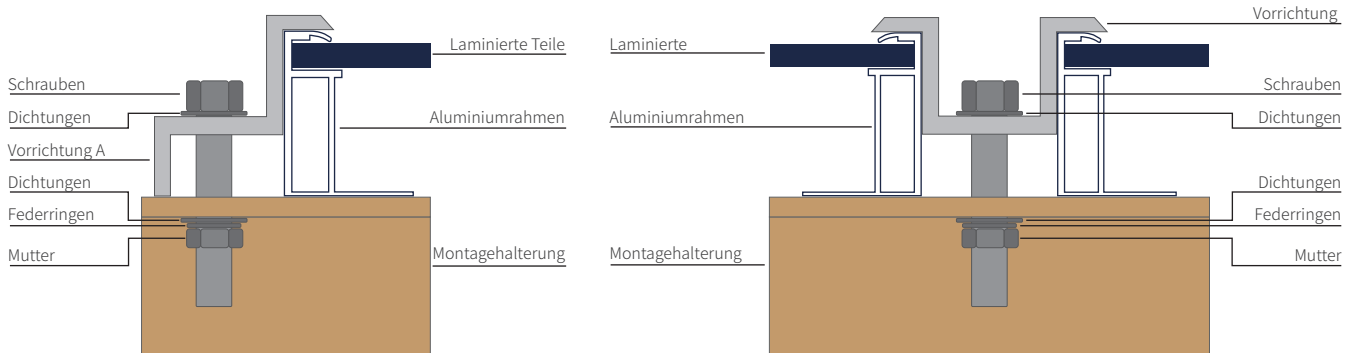 Laminierte Teile
Schrauben
Dichtungen
Aluminiumrahmen
Vorrichtung A
Dichtungen
Federringen
Mutter
Montagehalterung
Vorrichtung
Laminierte
Schrauben
Aluminiumrahmen
Dichtungen
Dichtungen
Federringen
Montagehalterung
Mutter